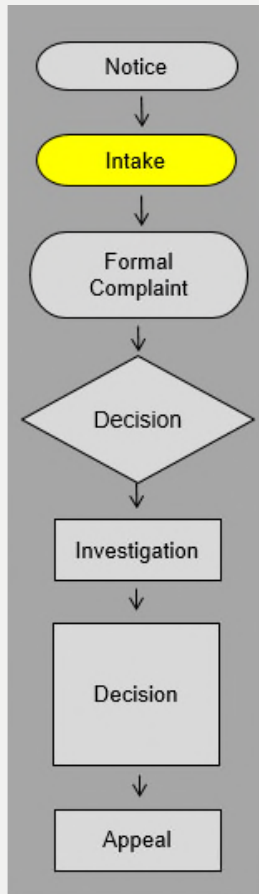 Notice
Intake
Formal
Complaint
Decision
Investigation
Decision
Appeal